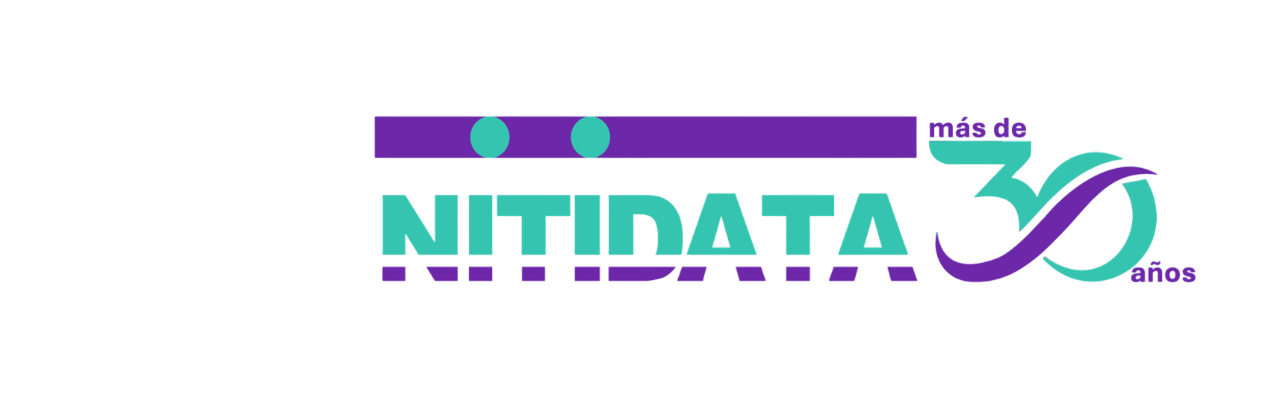 más de
NITIDATA 30
años